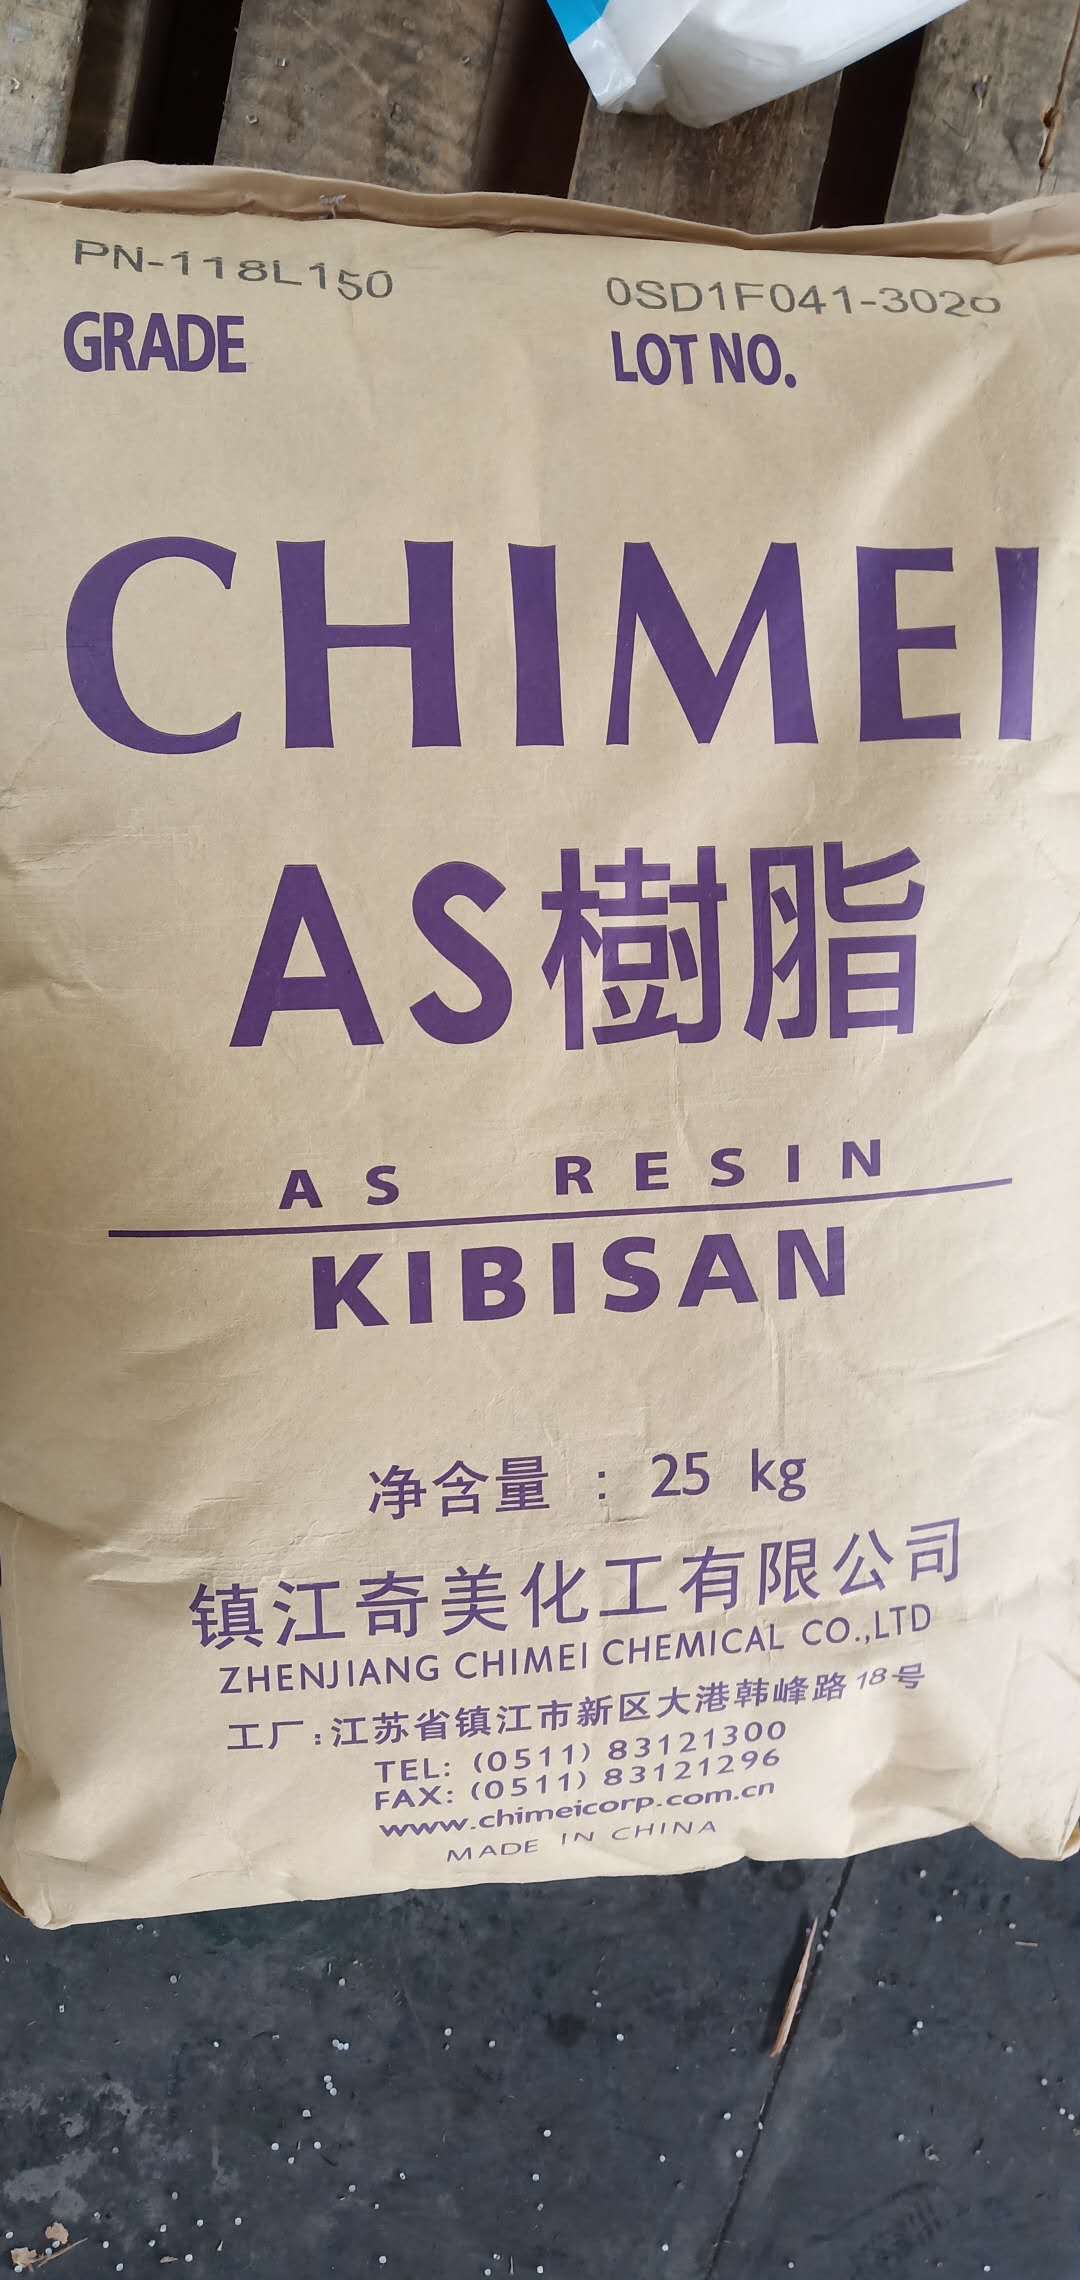 PN-118L150
0SD1F041-3020
GRADE
LOT NO.
CHIMEI
AS樹脂
AS RESIN
KIBISAN
净含量：25 kg
镇江奇美化工有限公司
ZHENJIANG CHIMEI CHEMICAL CO.,LTD
工厂:江苏省镇江市新区大港韩峰路18号
TEL: (0511) 83121300
FAX: (0511) 83121296
www.chimeicorp.com.cn
MADE IN CHINA